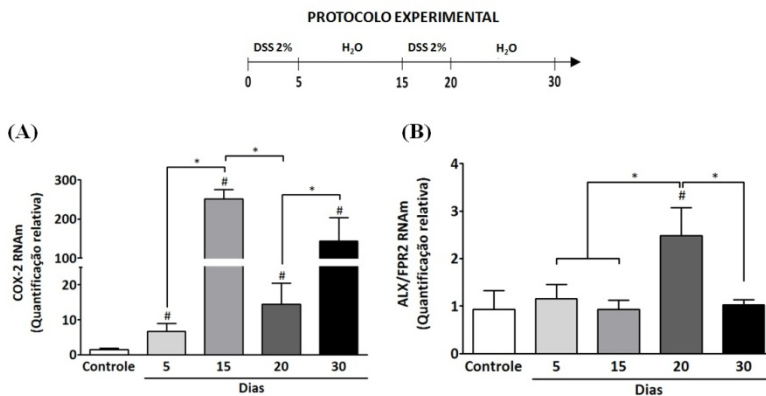 PROTOCOLO EXPERIMENTAL
DSS 2% H₂O DSS 2% H₂O
0 5 15 20 30
(A)
COX-2 RNAm
(Quantificação relativa)
300
200
100
20
10
0
* * *
# # # #
Controle 5 15 20 30
Dias
(B)
ALX/FPR2 RNAm
(Quantificação relativa)
4
3
2
1
0
* *
#
Controle 5 15 20 30
Dias